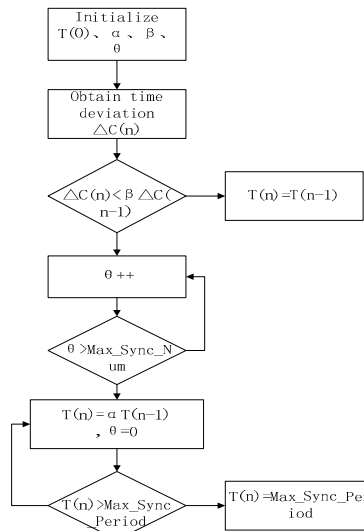 Initialize
T(0)、α、β、
θ
Obtain time
deviation
△C(n)
△C(n)<β△C(
n-1)
T(n)=T(n-1)
θ++
θ>Max_Sync_N
um
T(n)=αT(n-1)
,θ=0
T(n)>Max_Sync
_Period
T(n)=Max_Sync_Per
iod